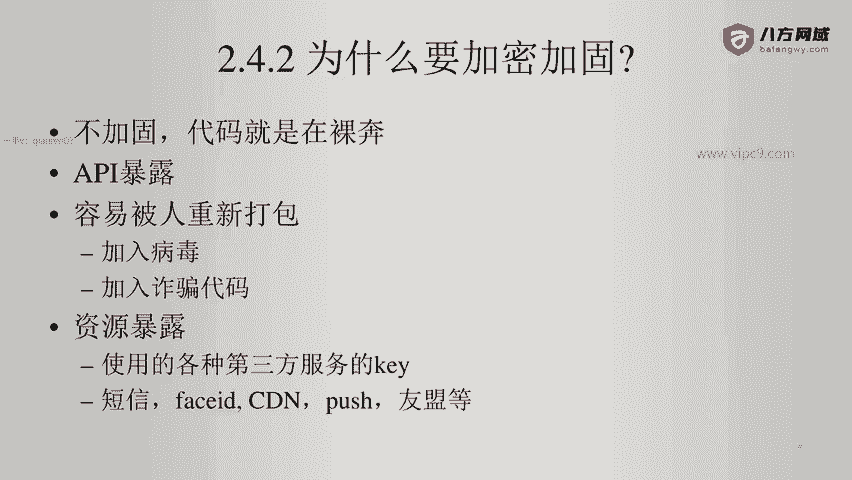 八方网域
bafangwy.com
2.4.2 为什么要加密加固?
• 不加固，代码就是在裸奔
www.vipc9.com
• API暴露
• 容易被人重新打包
– 加入病毒
– 加入诈骗代码
• 资源暴露
– 使用的各种第三方服务的key
– 短信，faceid, CDN，push，友盟等